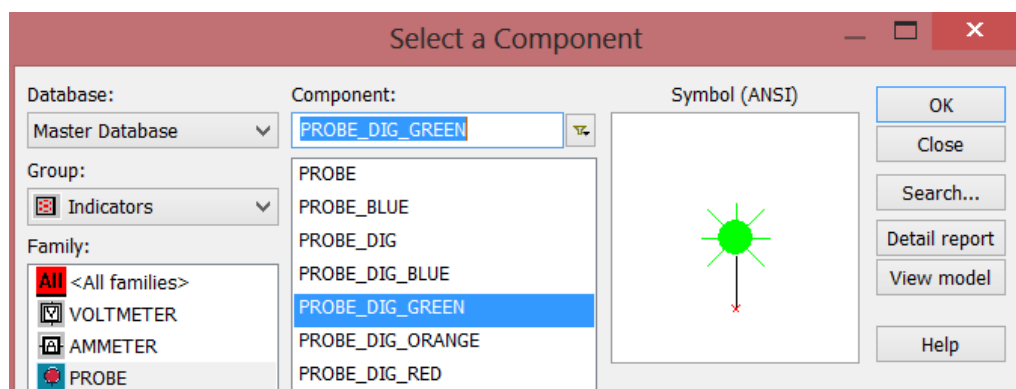 Select a Component
Database:
Master Database
Group:
Indicators
Family:
All <All families>
V VOLTMETER
A AMMETER
PROBE
Component:
PROBE_DIG_GREEN
PROBE
PROBE_BLUE
PROBE_DIG
PROBE_DIG_BLUE
PROBE_DIG_GREEN
PROBE_DIG_ORANGE
PROBE_DIG_RED
Symbol (ANSI)
OK
Close
Search...
Detail report
View model
Help